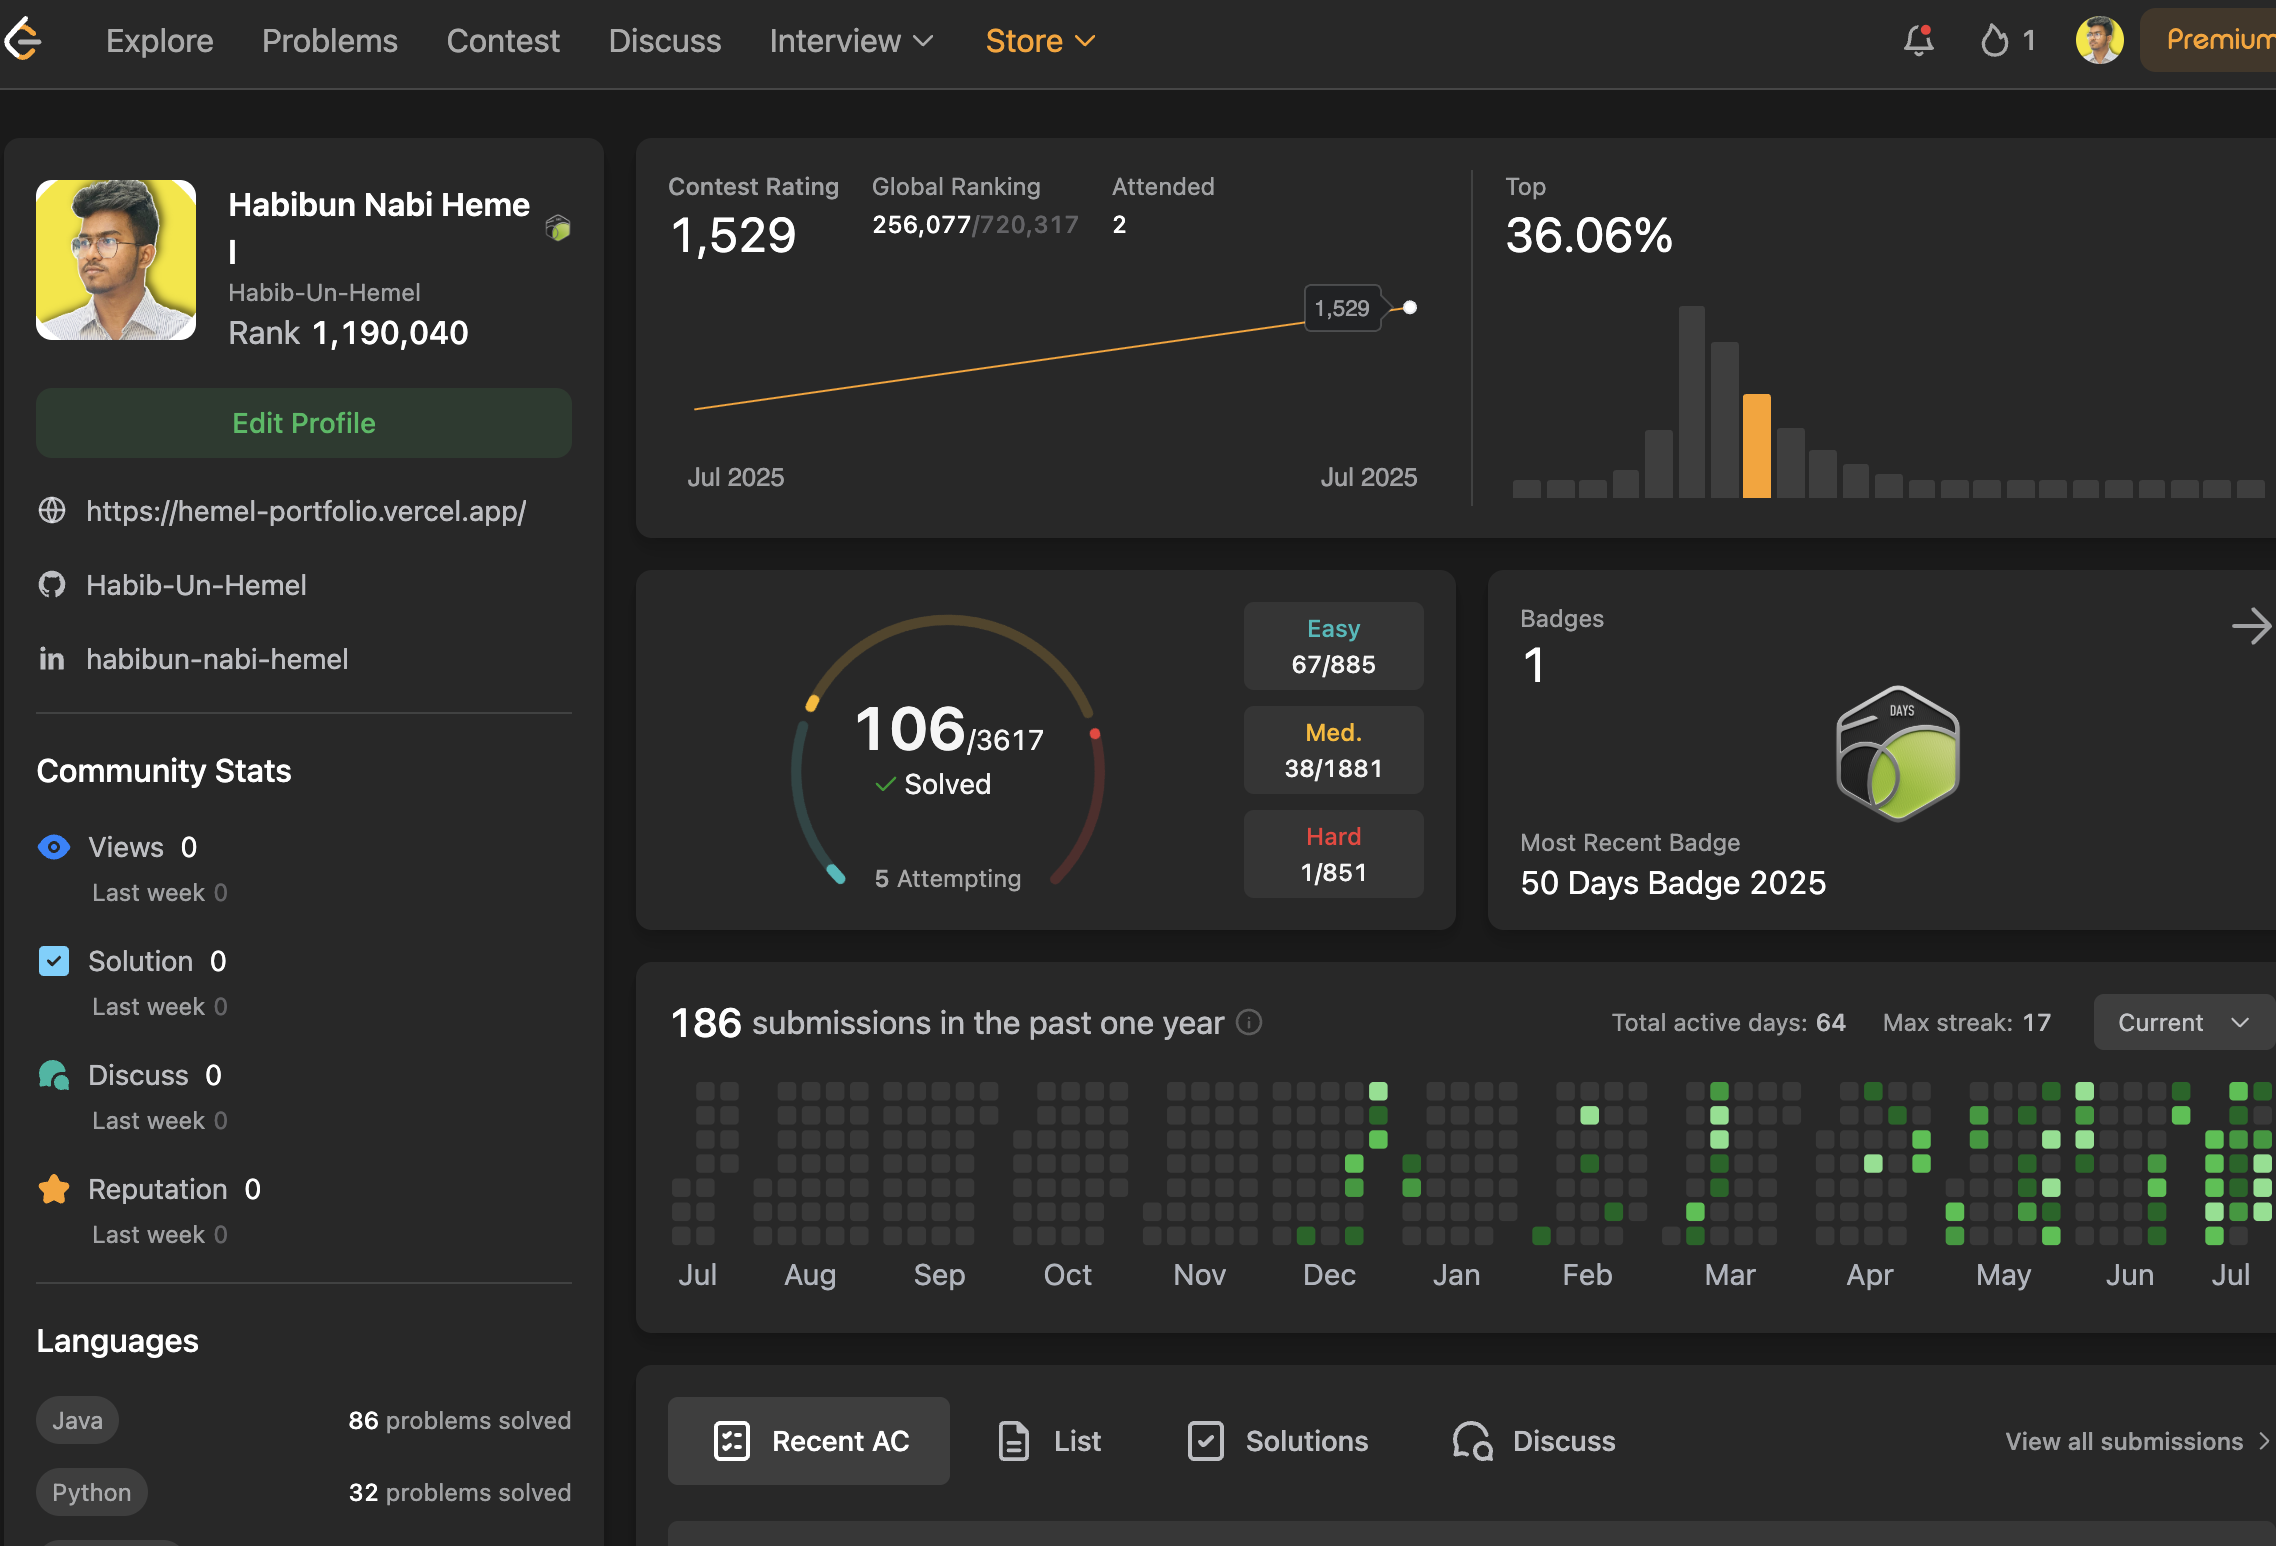 Explore Problems Contest Discuss Interview Store 1 Premium
Habibun Nabi Heme
l
Habib-Un-Hemel
Rank 1,190,040
Edit Profile
https://hemel-portfolio.vercel.app/
Habib-Un-Hemel
in habibun-nabi-hemel
Community Stats
Views 0
Last week 0
Solution 0
Last week 0
Discuss 0
Last week 0
Reputation 0
Last week 0
Languages
Java 86 problems solved
Python 32 problems solved
Contest Rating Global Ranking Attended
1,529 256,077/720,317 2
1,529
Jul 2025 Jul 2025
Top
36.06%
106/3617
Solved
5 Attempting
Easy
67/885
Med.
38/1881
Hard
1/851
Badges
1
DAYS
Most Recent Badge
50 Days Badge 2025
186 submissions in the past one year Total active days: 64 Max streak: 17 Current
Jul Aug Sep Oct Nov Dec Jan Feb Mar Apr May Jun Jul
Recent AC List Solutions Discuss View all submissions